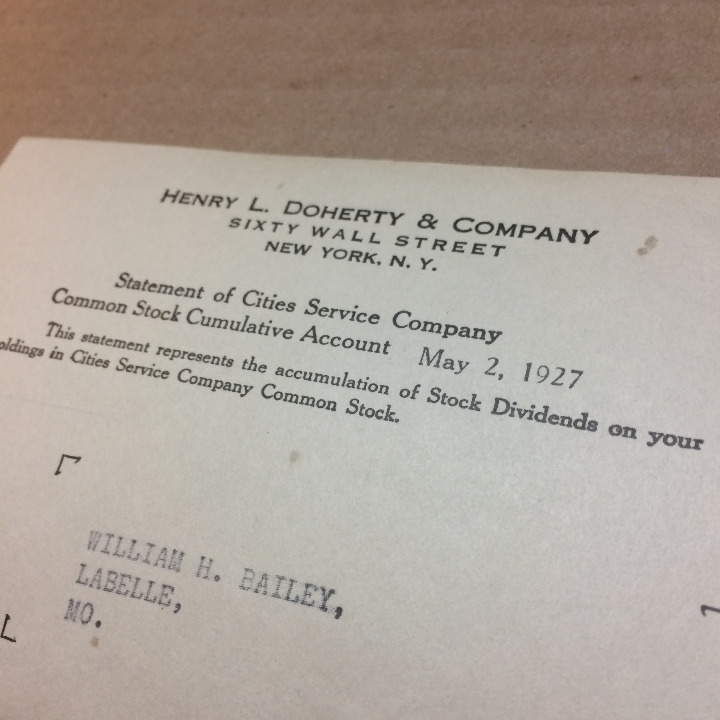 HENRY L. DOHERTY & COMPANY
SIXTY WALL STREET
NEW YORK, N. Y.
Statement of Cities Service Company
Common Stock Cumulative Account May 2, 1927
This statement represents the accumulation of Stock Dividends on your
oldings in Cities Service Company Common Stock.
WILLIAM H. BAILEY,
LABELLE,
MO.